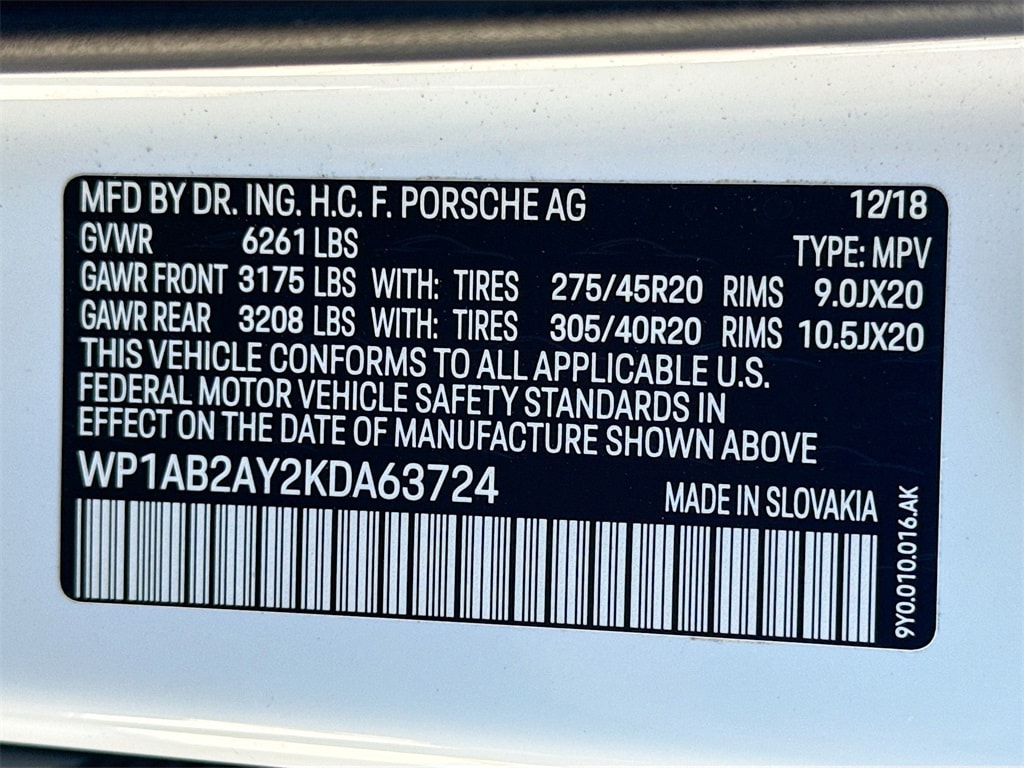 MFD BY DR. ING. H.C. F. PORSCHE AG 12/18
GVWR 6261 LBS TYPE: MPV
GAWR FRONT 3175 LBS WITH: TIRES 275/45R20 RIMS 9.0JX20
GAWR REAR 3208 LBS WITH: TIRES 305/40R20 RIMS 10.5JX20
THIS VEHICLE CONFORMS TO ALL APPLICABLE U.S.
FEDERAL MOTOR VEHICLE SAFETY STANDARDS IN
EFFECT ON THE DATE OF MANUFACTURE SHOWN ABOVE
WP1AB2AY2KDA63724
MADE IN SLOVAKIA
9Y0.010.016.AK